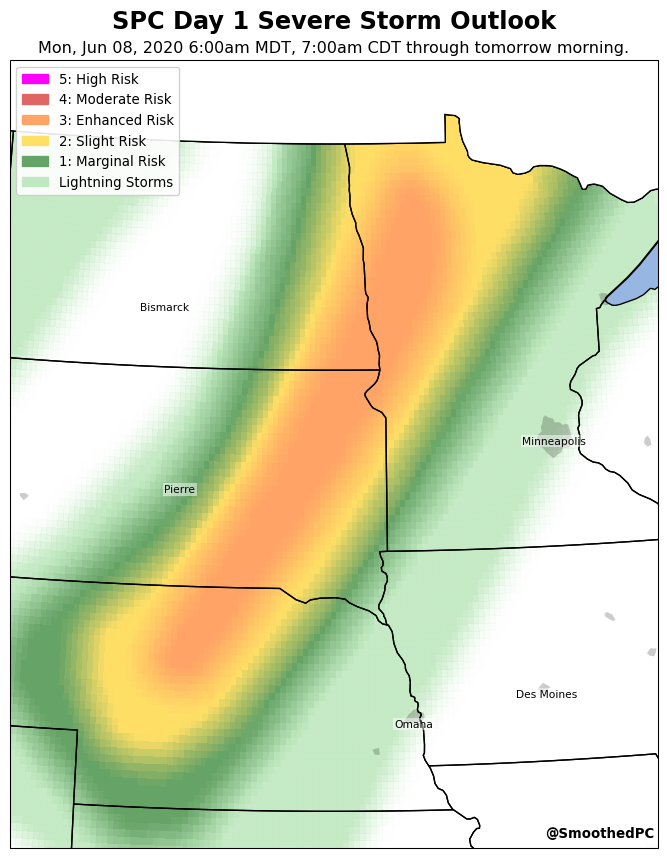 SPC Day 1 Severe Storm Outlook
Mon, Jun 08, 2020 6:00am MDT, 7:00am CDT through tomorrow morning.
5: High Risk
4: Moderate Risk
3: Enhanced Risk
2: Slight Risk
1: Marginal Risk
Lightning Storms
Bismarck
Minneapolis
Pierre
Des Moines
Omaha
@SmoothedPC